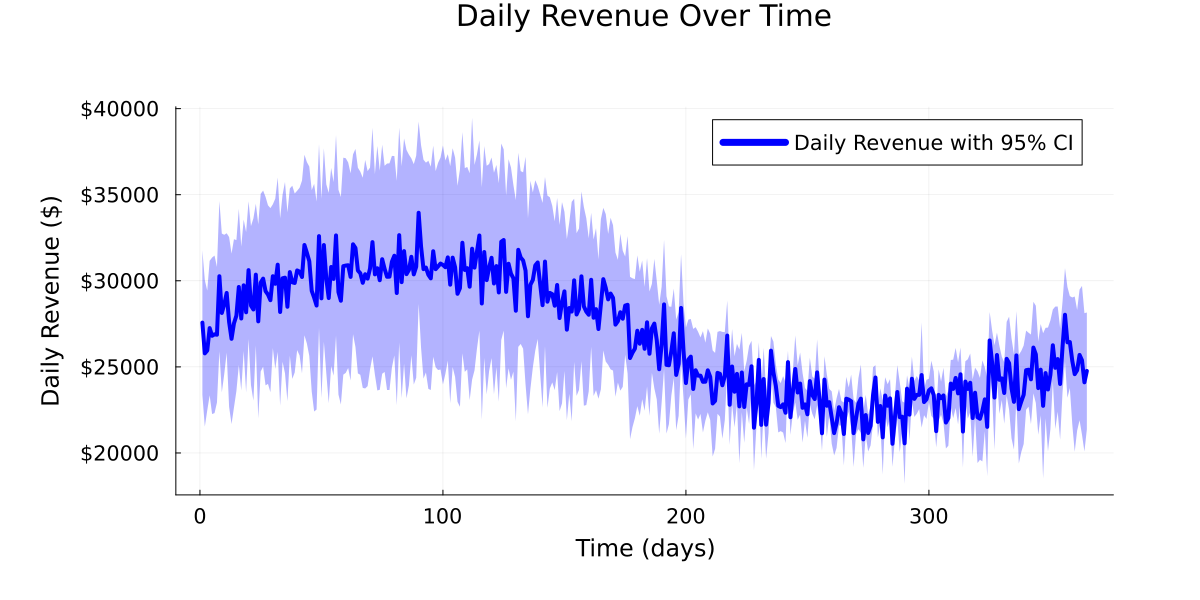 Daily Revenue Over Time
$40000
Daily Revenue with 95% CI
$35000
$30000
$25000
$20000
Daily Revenue ($)
0 100 200 300
Time (days)